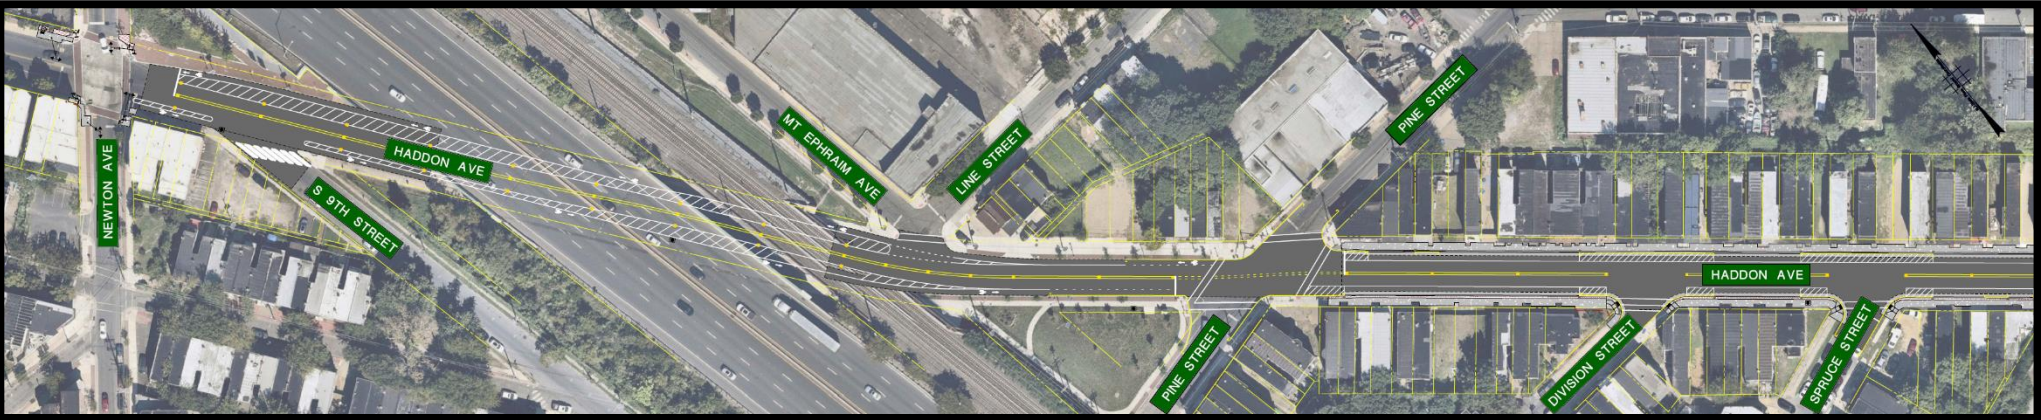 NEWTON AVE
HADDON AVE
S 9TH STREET
MT EPHRAIM AVE
LINE STREET
PINE STREET
PINE STREET
HADDON AVE
DIVISION STREET
SPRUCE STREET